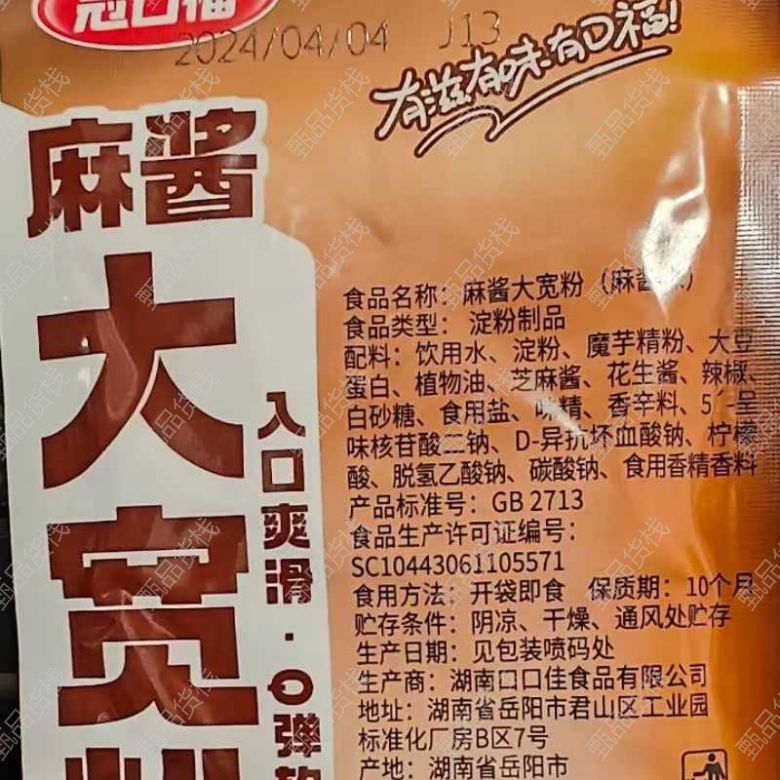 冠口福
2024/04/04 J13
有滋有味·有口福!
麻酱
大宽
入口爽滑·Q弹
食品名称：麻酱大宽粉（麻酱味）
食品类型：淀粉制品
配料：饮用水、淀粉、魔芋精粉、大豆
蛋白、植物油、芝麻酱、花生酱、辣椒、
白砂糖、食用盐、味精、香辛料、5´-呈
味核苷酸二钠、D-异抗坏血酸钠、柠檬
酸、脱氢乙酸钠、碳酸钠、食用香精香料
产品标准号：GB 2713
食品生产许可证编号：
SC10443061105571
食用方法：开袋即食 保质期：10个月
贮存条件：阴凉、干燥、通风处贮存
生产日期：见包装喷码处
生产商：湖南口口佳食品有限公司
地址：湖南省岳阳市君山区工业园
标准化厂房B区7号
产地：湖南省岳阳市
甄品货栈